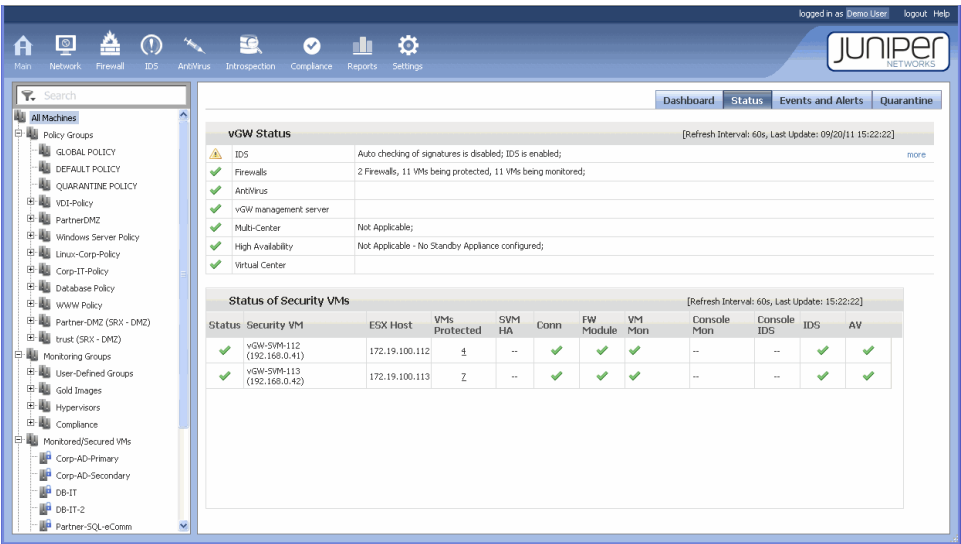 logged in as Demo User logout Help
Main Network Firewall IDS AntiVirus Introspection Compliance Reports Settings
JUNIPER
NETWORKS
Search
All Machines
Policy Groups
GLOBAL POLICY
DEFAULT POLICY
QUARANTINE POLICY
VDI-Policy
PartnerDMZ
Windows Server Policy
Linux-Corp-Policy
Corp-IT-Policy
Database Policy
WWW Policy
Partner-DMZ (SRX - DMZ)
trust (SRX - DMZ)
Monitoring Groups
User-Defined Groups
Gold Images
Hypervisors
Compliance
Monitored/Secured VMs
Corp-AD-Primary
Corp-AD-Secondary
DB-IT
DB-IT-2
Partner-SQL-eComm
Dashboard Status Events and Alerts Quarantine
vGW Status [Refresh Interval: 60s, Last Update: 09/20/11 15:22:22]
IDS Auto checking of signatures is disabled; IDS is enabled; more
Firewalls 2 Firewalls, 11 VMs being protected, 11 VMs being monitored;
AntiVirus
vGW management server
Multi-Center Not Applicable;
High Availability Not Applicable - No Standby Appliance configured;
Virtual Center
Status of Security VMs [Refresh Interval: 60s, Last Update: 15:22:22]
Status Security VM ESX Host VMs Protected SVM HA Conn FW Module VM Mon Console Mon Console IDS IDS AV
vGW-SVM-112 (192.168.0.41) 172.19.100.112 4 -- -- --
vGW-SVM-113 (192.168.0.42) 172.19.100.113 7 -- -- --